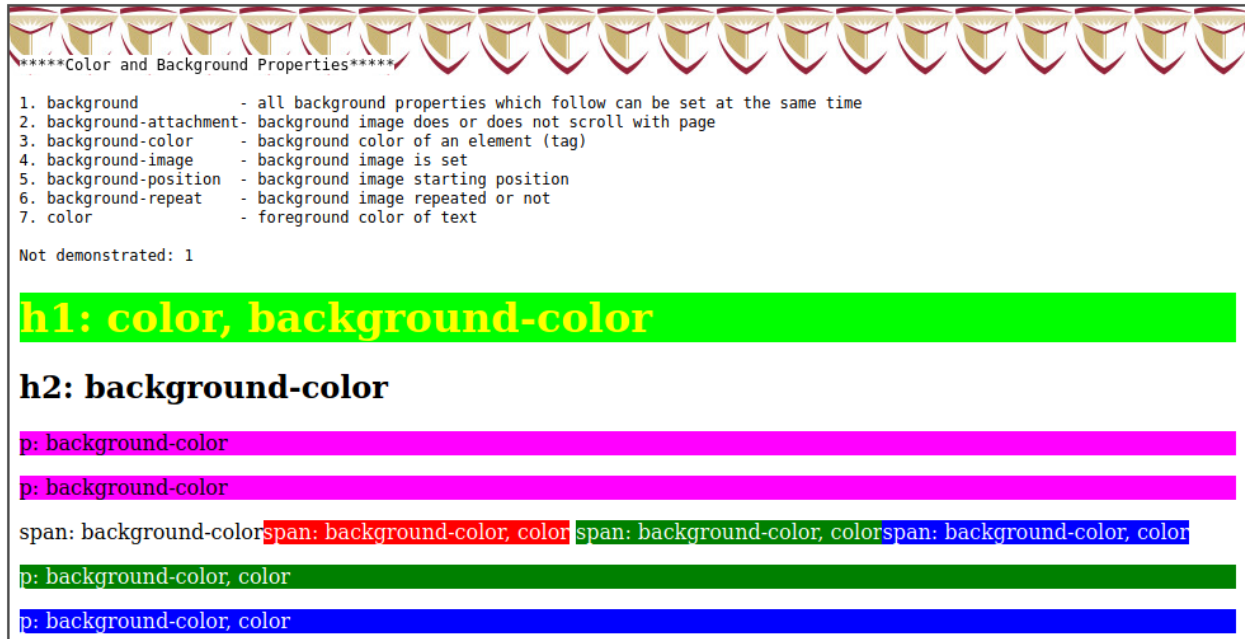 *****Color and Background Properties*****
1. background           - all background properties which follow can be set at the same time
2. background-attachment- background image does or does not scroll with page
3. background-color     - background color of an element (tag)
4. background-image     - background image is set
5. background-position  - background image starting position
6. background-repeat    - background image repeated or not
7. color                - foreground color of text
Not demonstrated: 1
h1: color, background-color
h2: background-color
p: background-color
p: background-color
span: background-colorspan: background-color, color span: background-color, colorspan: background-color, color
p: background-color, color
p: background-color, color